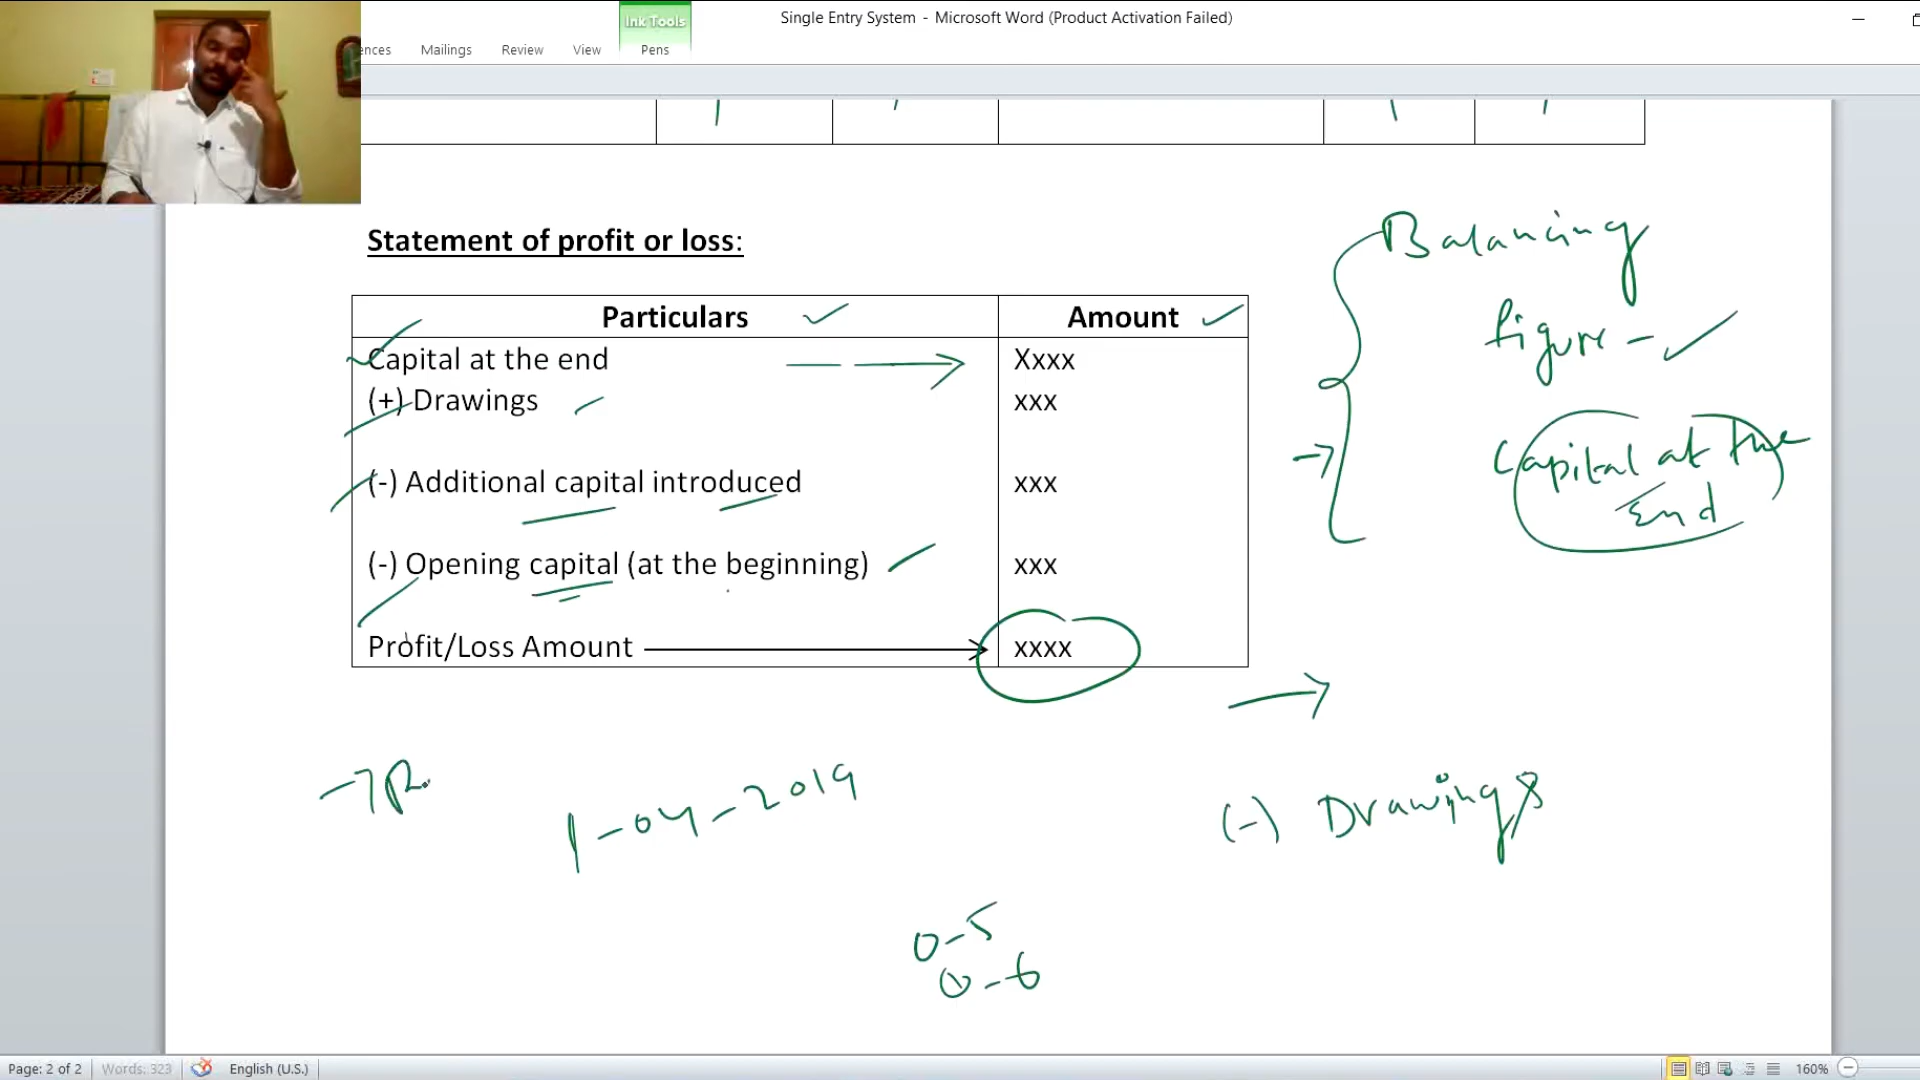 Single Entry System - Microsoft Word (Product Activation Failed)
Ink Tools
ences Mailings Review View Pens
Statement of profit or loss:
Particulars Amount
Capital at the end Xxxx
(+) Drawings xxx
(-) Additional capital introduced xxx
(-) Opening capital (at the beginning) xxx
Profit/Loss Amount xxxx
Balancing
figure -
Capital at the
End
1-04-2019
(-) Drawings
0-5
0-6
Page: 2 of 2 Words: 323 English (U.S.) 160%